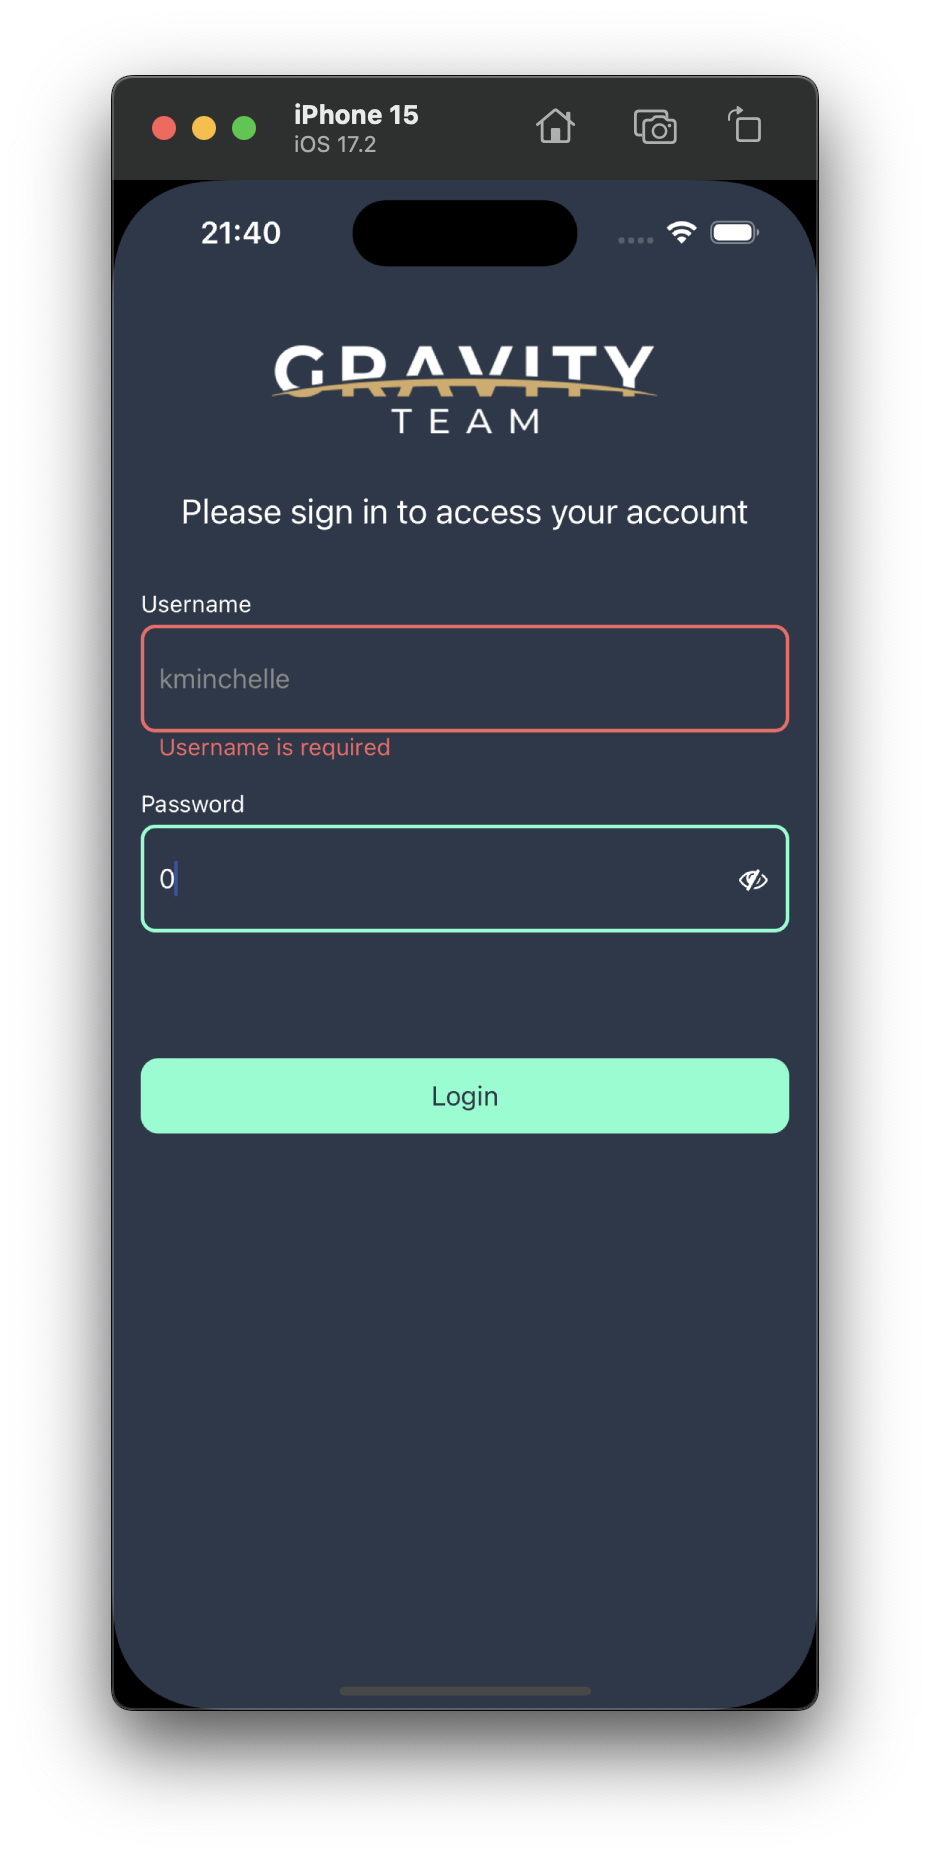 iPhone 15
iOS 17.2
21:40
GRAVITY
TEAM
Please sign in to access your account
Username
kminchelle
Username is required
Password
0
Login